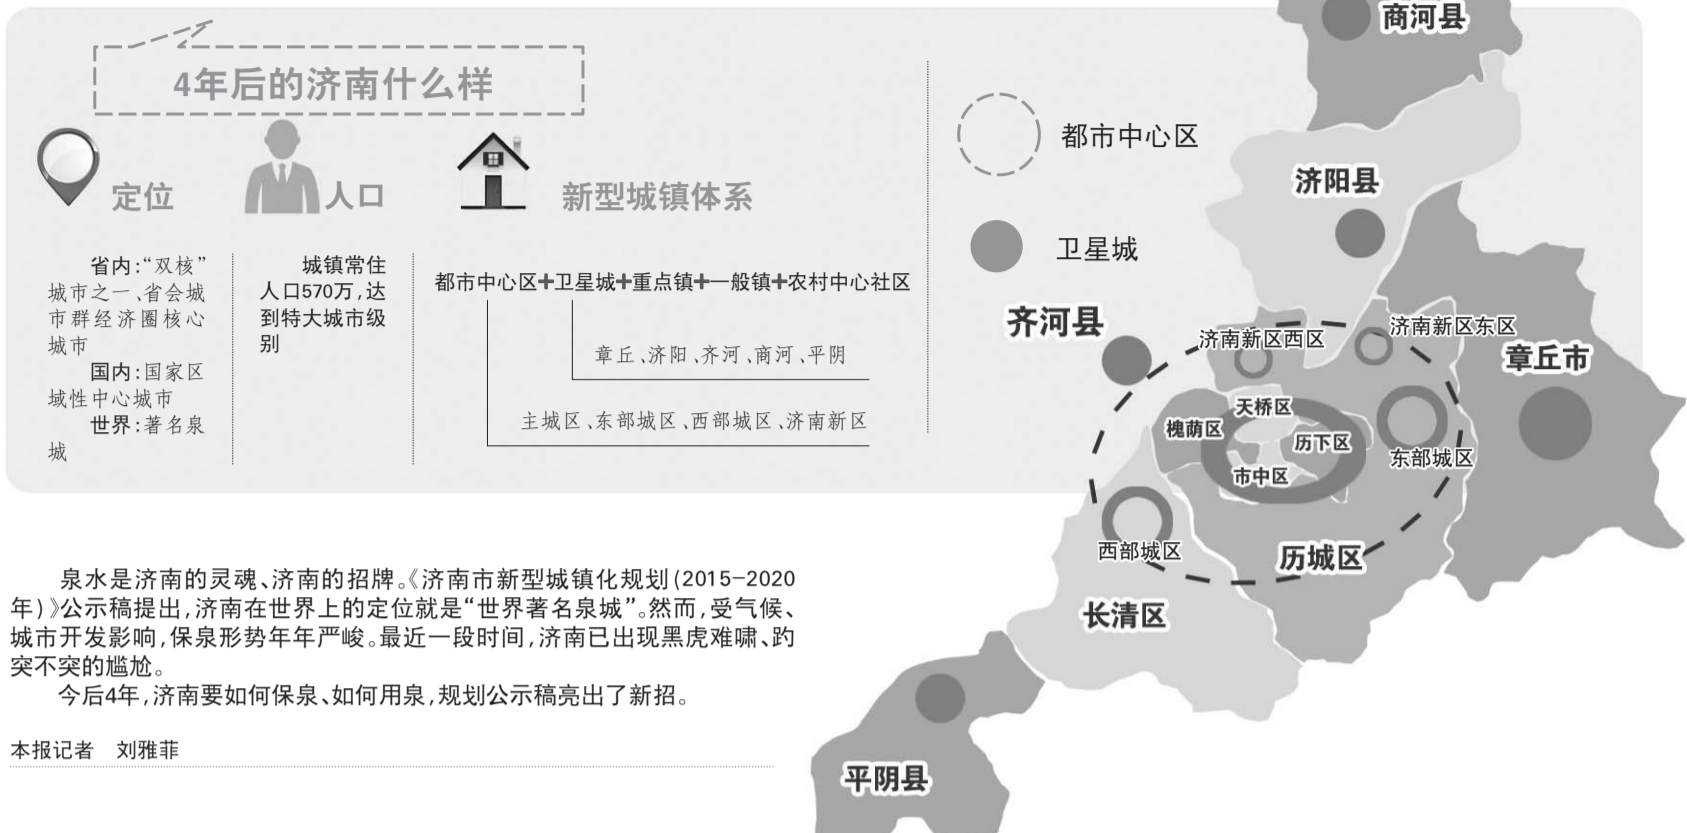 4年后的济南什么样
定位
省内:“双核”
城市之一、省会城
市群经济圈核心
城市
国内:国家区
域性中心城市
世界:著名泉
城
人口
城镇常住
人口570万,达
到特大城市级
别
新型城镇体系
都市中心区+卫星城+重点镇+一般镇+农村中心社区
章丘、济阳、齐河、商河、平阴
主城区、东部城区、西部城区、济南新区
都市中心区
卫星城
商河县
济阳县
齐河县
济南新区西区
济南新区东区
章丘市
天桥区
槐荫区
历下区
市中区
东部城区
西部城区
历城区
长清区
平阴县
泉水是济南的灵魂、济南的招牌。《济南市新型城镇化规划(2015-2020
年)》公示稿提出,济南在世界上的定位就是“世界著名泉城”。然而,受气候、
城市开发影响,保泉形势年年严峻。最近一段时间,济南已出现黑虎难啸、趵
突不突的尴尬。
今后4年,济南要如何保泉、如何用泉,规划公示稿亮出了新招。
本报记者 刘雅菲